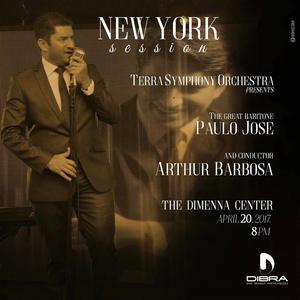 NEW YORK
session
TERRA SYMPHONY ORCHESTRA
PRESENTS
THE GREAT BARITONE
PAULO JOSE
AND CONDUCTOR
ARTHUR BARBOSA
THE DIMENNA CENTER
APRIL 20, 2017.
8PM
DIBRA